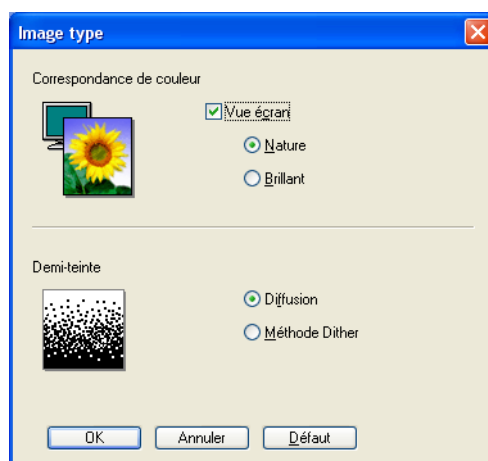 Image type
Correspondance de couleur
Vue écran
Nature
Brillant
Demi-teinte
Diffusion
Méthode Dither
OK Annuler Défaut